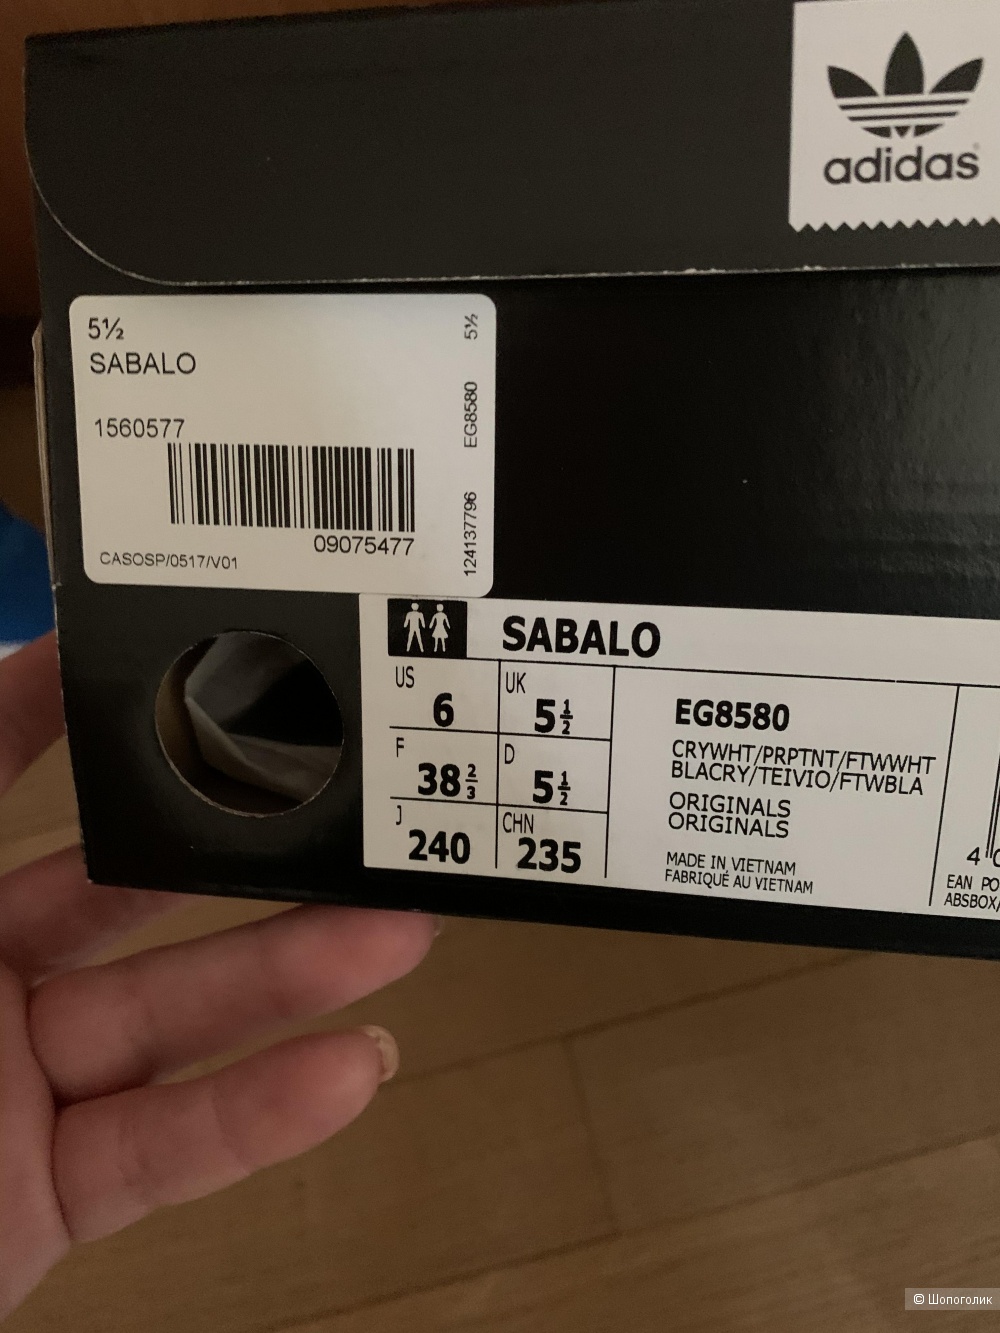 adidas
5½
SABALO
1560577
09075477
CASOSP/0517/V01
5½
EG8580
124137796
SABALO
US
6
UK
5 1/2
F
38 2/3
D
5 1/2
J
240
CHN
235
EG8580
CRYWHT/PRPTNT/FTWWHT
BLACRY/TEIVIO/FTWBLA
ORIGINALS
ORIGINALS
MADE IN VIETNAM
FABRIQUÉ AU VIETNAM
4
EAN PO
ABSBOX/
© Шопоголик